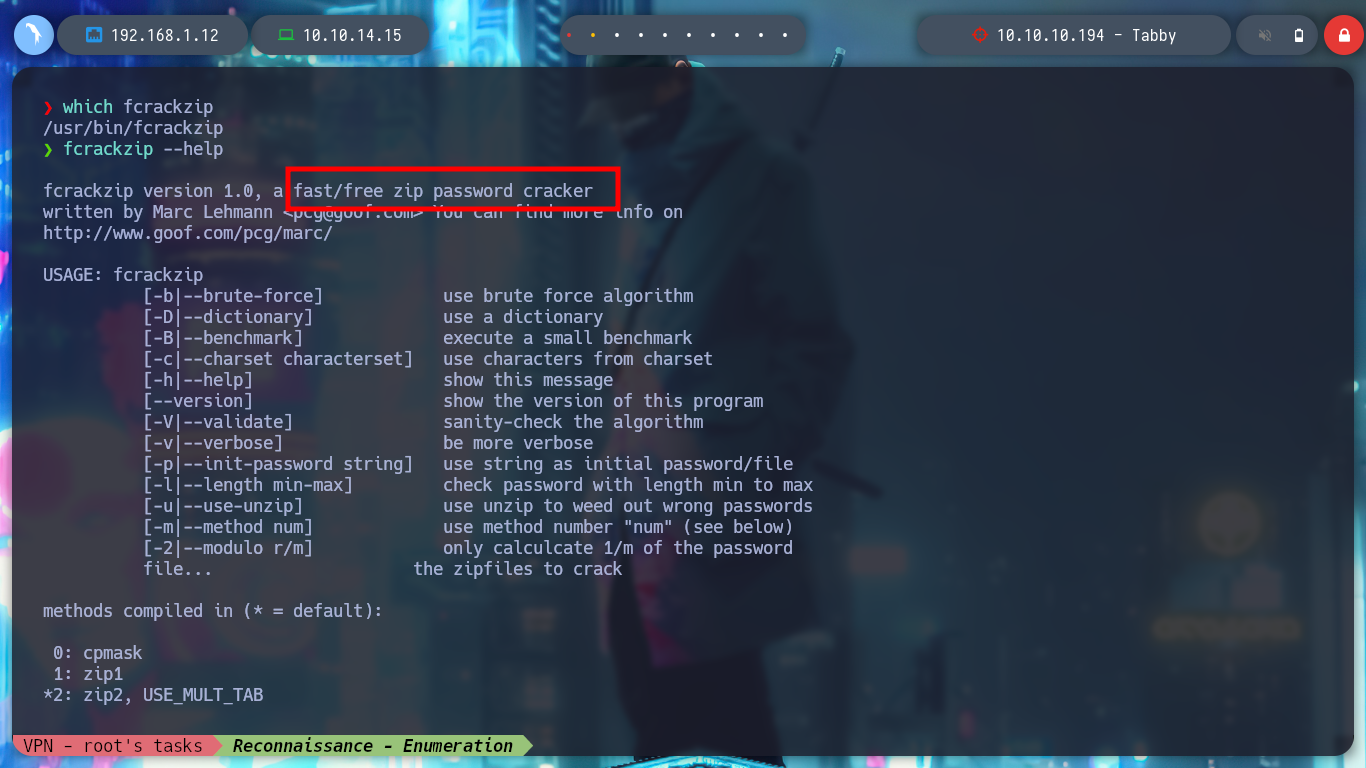 192.168.1.12
10.10.14.15
10.10.10.194 - Tabby
❯ which fcrackzip
/usr/bin/fcrackzip
❯ fcrackzip --help
fcrackzip version 1.0, a fast/free zip password cracker
written by Marc Lehmann <pcg@goof.com> You can find more info on
http://www.goof.com/pcg/marc/
USAGE: fcrackzip
[-b|--brute-force] use brute force algorithm
[-D|--dictionary] use a dictionary
[-B|--benchmark] execute a small benchmark
[-c|--charset characterset] use characters from charset
[-h|--help] show this message
[--version] show the version of this program
[-V|--validate] sanity-check the algorithm
[-v|--verbose] be more verbose
[-p|--init-password string] use string as initial password/file
[-l|--length min-max] check password with length min to max
[-u|--use-unzip] use unzip to weed out wrong passwords
[-m|--method num] use method number "num" (see below)
[-2|--modulo r/m] only calculcate 1/m of the password
file... the zipfiles to crack
methods compiled in (* = default):
0: cpmask
1: zip1
*2: zip2, USE_MULT_TAB
VPN - root's tasks Reconnaissance - Enumeration